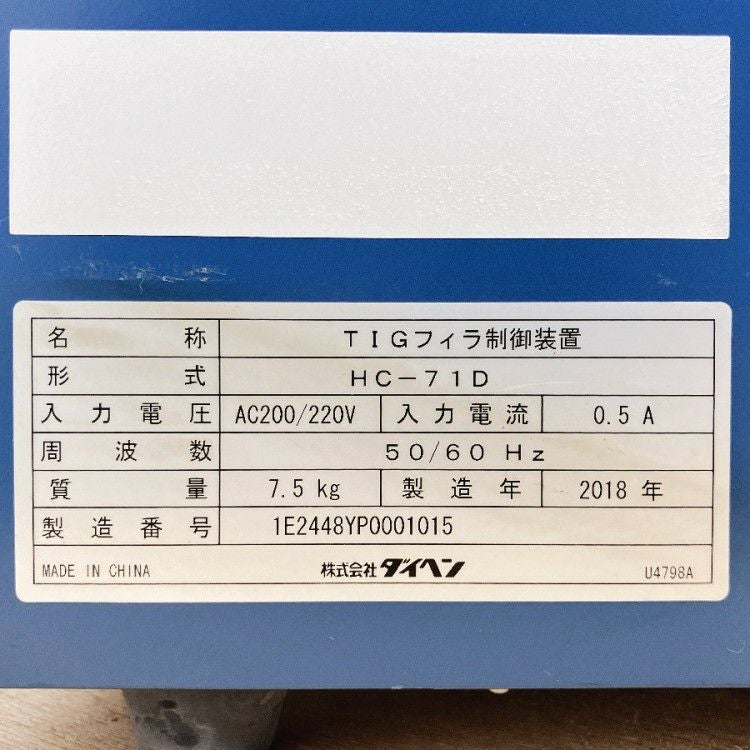 名称 TIGフィラ制御装置
形式 HC-71D
入力電圧 AC200/220V 入力電流 0.5 A
周波数 50/60 Hz
質量 7.5 kg 製造年 2018 年
製造番号 1E2448YP0001015
MADE IN CHINA 株式会社 ダイヘン U4798A